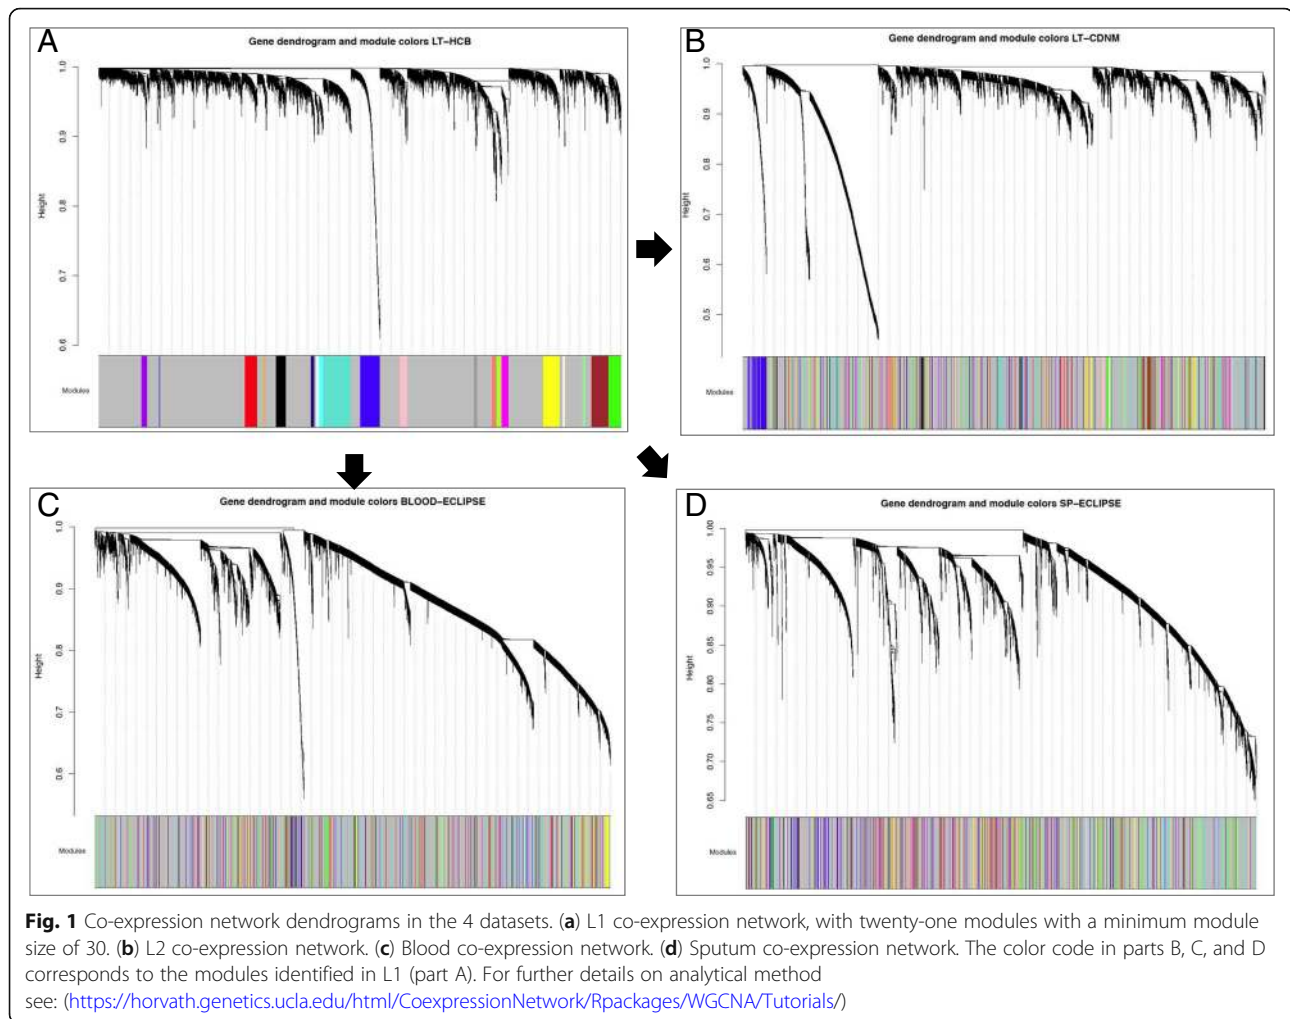 A
Gene dendrogram and module colors LT−HCB
Height
1.0
0.9
0.8
0.7
0.6
Modules
B
Gene dendrogram and module colors LT−CDNM
Height
1.0
0.9
0.8
0.7
0.6
0.5
Modules
C
Gene dendrogram and module colors BLOOD−ECLIPSE
Height
1.0
0.9
0.8
0.7
0.6
Modules
D
Gene dendrogram and module colors SP−ECLIPSE
Height
1.00
0.95
0.90
0.85
0.80
0.75
0.70
0.65
Modules
Fig. 1 Co-expression network dendrograms in the 4 datasets. (a) L1 co-expression network, with twenty-one modules with a minimum module
size of 30. (b) L2 co-expression network. (c) Blood co-expression network. (d) Sputum co-expression network. The color code in parts B, C, and D
corresponds to the modules identified in L1 (part A). For further details on analytical method
see: (https://horvath.genetics.ucla.edu/html/CoexpressionNetwork/Rpackages/WGCNA/Tutorials/)